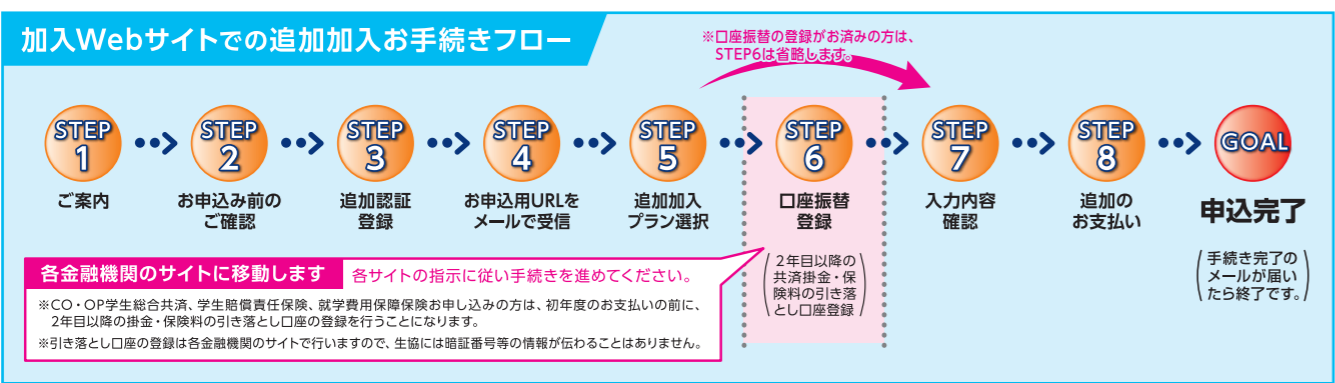 加入Webサイトでの追加加入お手続きフロー
※口座振替の登録がお済みの方は、
STEP6は省略します。
STEP
1
ご案内
STEP
2
お申込み前の
ご確認
STEP
3
追加認証
登録
STEP
4
お申込用URLを
メールで受信
STEP
5
追加加入
プラン選択
STEP
6
口座振替
登録
(2年目以降の
共済掛金・保
険料の引き落
とし口座登録)
STEP
7
入力内容
確認
STEP
8
追加の
お支払い
GOAL
申込完了
(手続き完了の
メールが届い
たら終了です。)
各金融機関のサイトに移動します 各サイトの指示に従い手続きを進めてください。
※CO・OP学生総合共済、学生賠償責任保険、就学費用保障保険お申し込みの方は、初年度のお支払いの前に、
2年目以降の掛金・保険料の引き落とし口座の登録を行うことになります。
※引き落とし口座の登録は各金融機関のサイトで行いますので、生協には暗証番号等の情報が伝わることはありません。